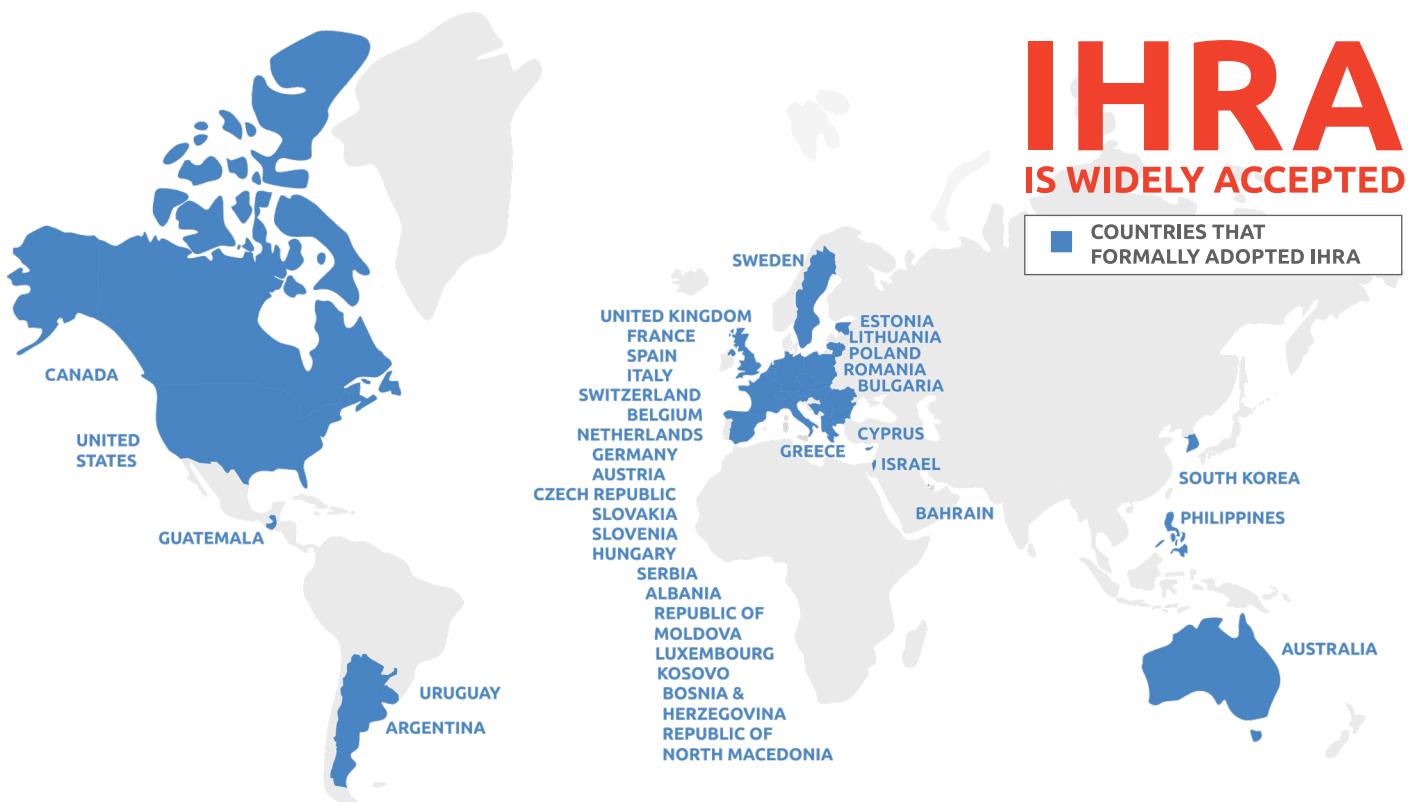 IHRA
IS WIDELY ACCEPTED
COUNTRIES THAT
FORMALLY ADOPTED IHRA
CANADA
UNITED
STATES
GUATEMALA
URUGUAY
ARGENTINA
SWEDEN
UNITED KINGDOM
FRANCE
SPAIN
ITALY
SWITZERLAND
BELGIUM
NETHERLANDS
GERMANY
AUSTRIA
CZECH REPUBLIC
SLOVAKIA
SLOVENIA
HUNGARY
SERBIA
ALBANIA
REPUBLIC OF
MOLDOVA
LUXEMBOURG
KOSOVO
BOSNIA &
HERZEGOVINA
REPUBLIC OF
NORTH MACEDONIA
ESTONIA
LITHUANIA
POLAND
ROMANIA
BULGARIA
CYPRUS
GREECE
ISRAEL
BAHRAIN
SOUTH KOREA
PHILIPPINES
AUSTRALIA